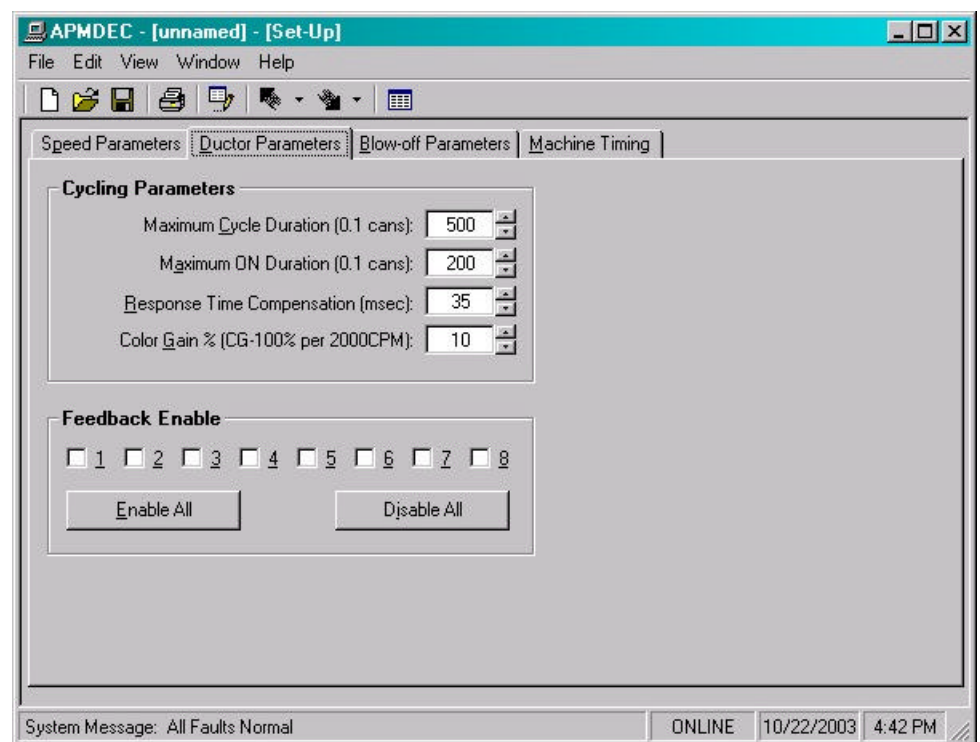 APMDEC - [unnamed] - [Set-Up]
File Edit View Window Help
Speed Parameters Ductor Parameters Blow-off Parameters Machine Timing
Cycling Parameters
Maximum Cycle Duration (0.1 cans): 500
Maximum ON Duration (0.1 cans): 200
Response Time Compensation (msec): 35
Color Gain % (CG-100% per 2000CPM): 10
Feedback Enable
1 2 3 4 5 6 7 8
Enable All Disable All
System Message: All Faults Normal ONLINE 10/22/2003 4:42 PM